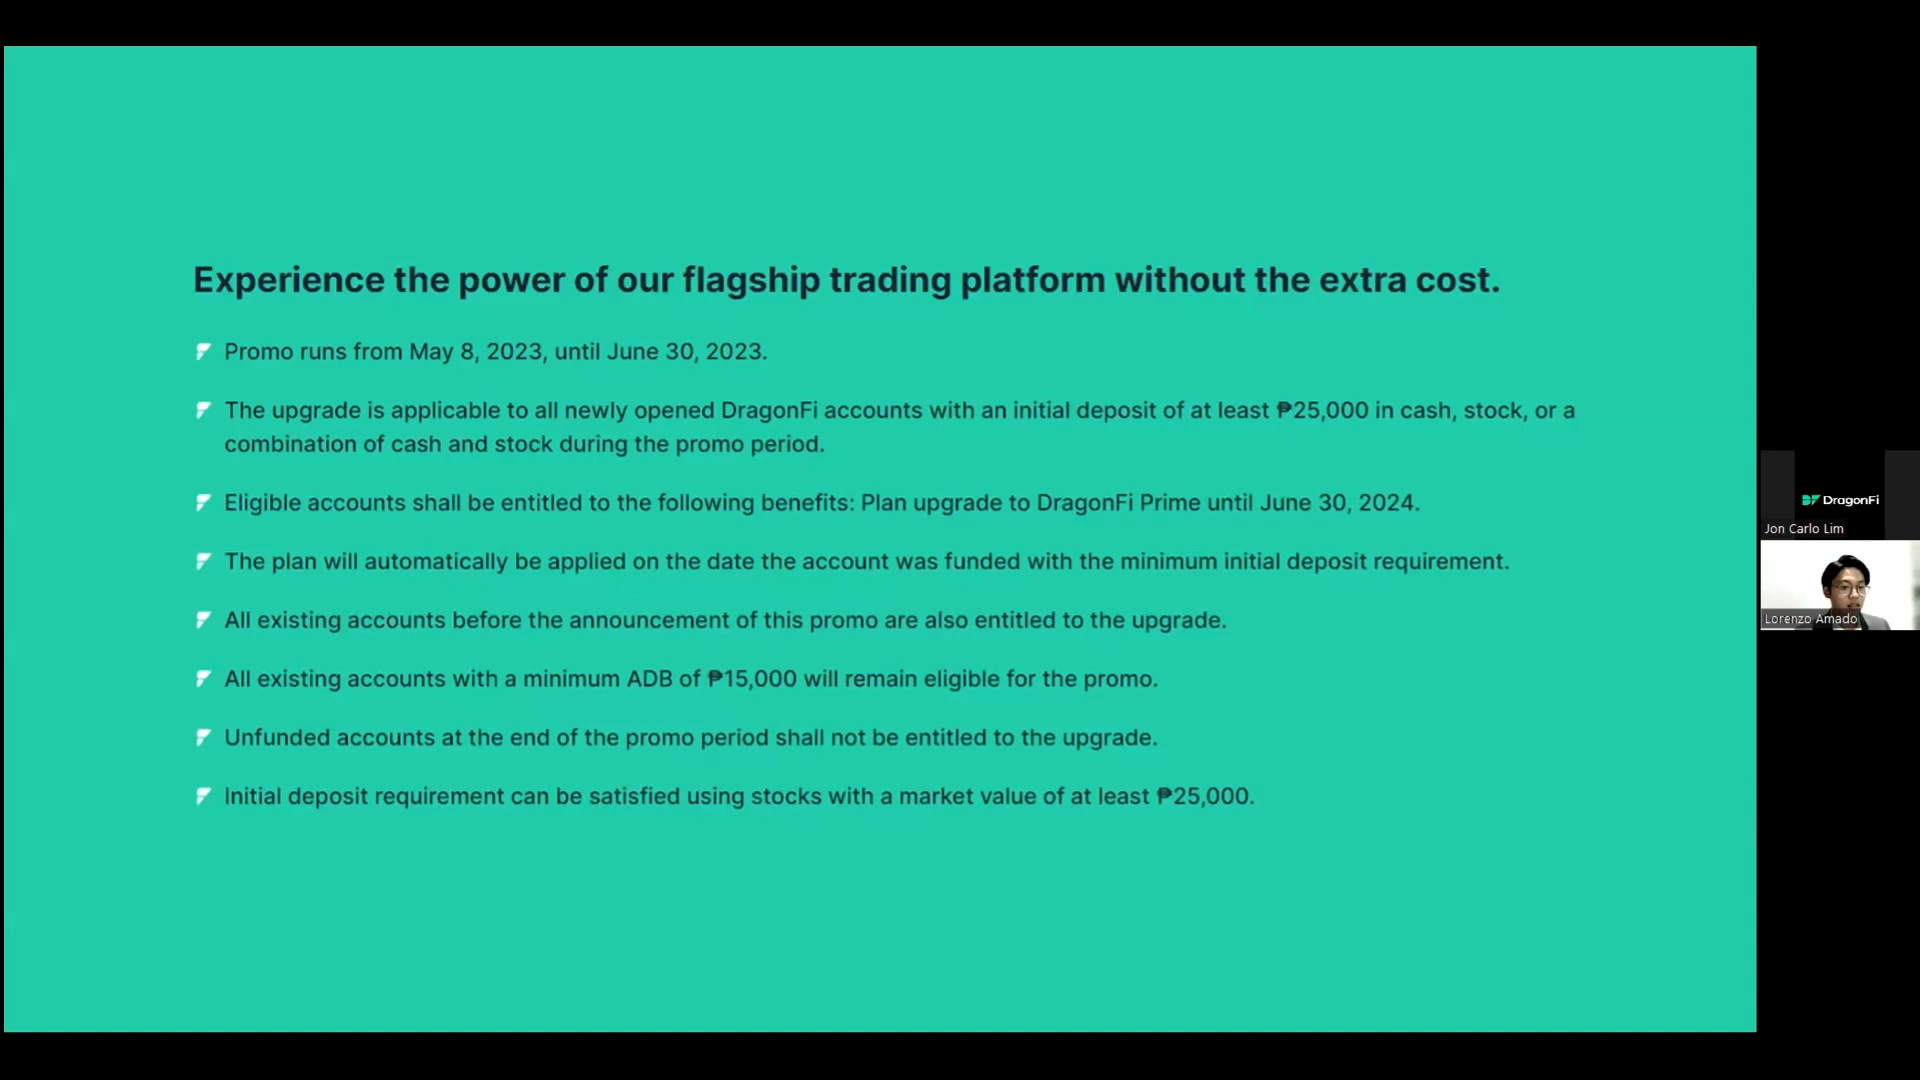 Experience the power of our flagship trading platform without the extra cost.
Promo runs from May 8, 2023, until June 30, 2023.
The upgrade is applicable to all newly opened DragonFi accounts with an initial deposit of at least ₱25,000 in cash, stock, or a
combination of cash and stock during the promo period.
Eligible accounts shall be entitled to the following benefits: Plan upgrade to DragonFi Prime until June 30, 2024.
The plan will automatically be applied on the date the account was funded with the minimum initial deposit requirement.
All existing accounts before the announcement of this promo are also entitled to the upgrade.
All existing accounts with a minimum ADB of ₱15,000 will remain eligible for the promo.
Unfunded accounts at the end of the promo period shall not be entitled to the upgrade.
Initial deposit requirement can be satisfied using stocks with a market value of at least ₱25,000.
DragonFi
Jon Carlo Lim
Lorenzo Amado